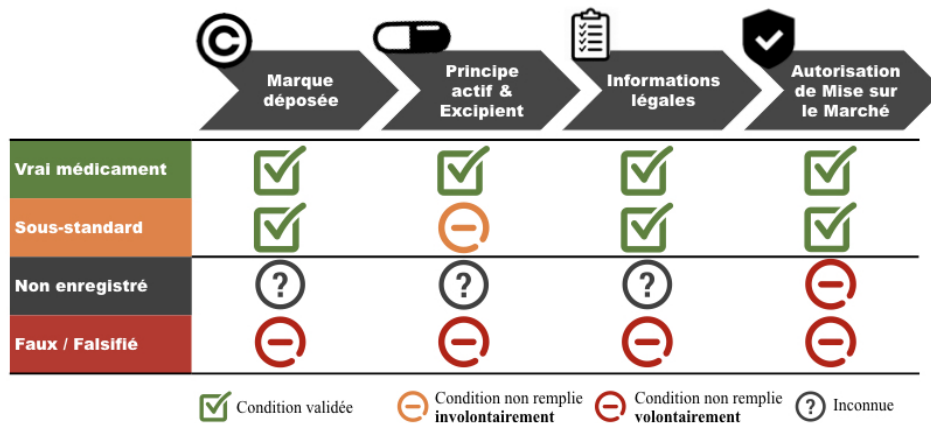 ©
Marque
déposée
Principe
actif &
Excipient
Informations
légales
Autorisation
de Mise sur
le Marché
Vrai médicament
Sous-standard
Non enregistré
? ? ?
Faux / Falsifié
Condition validée
Condition non remplie
involontairement
Condition non remplie
volontairement
? Inconnue